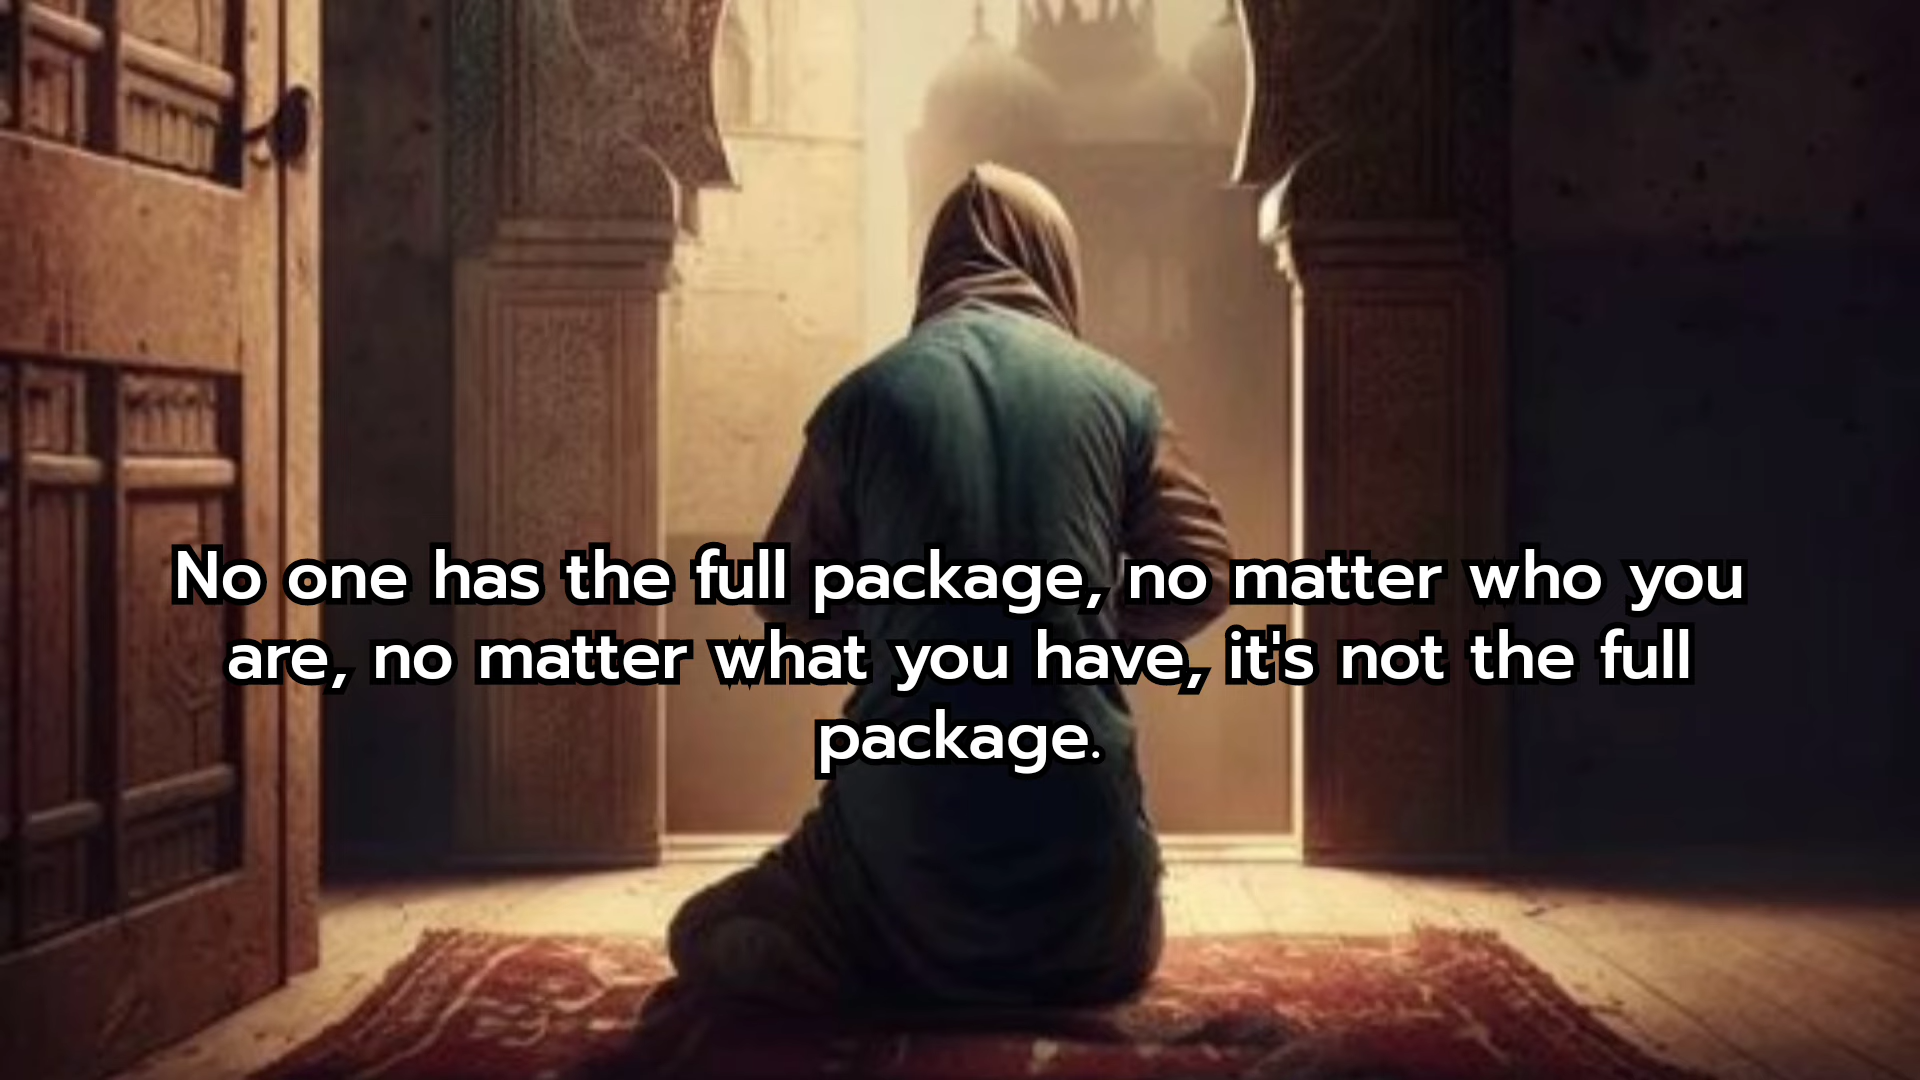 No one has the full package, no matter who you
are, no matter what you have, it's not the full
package.